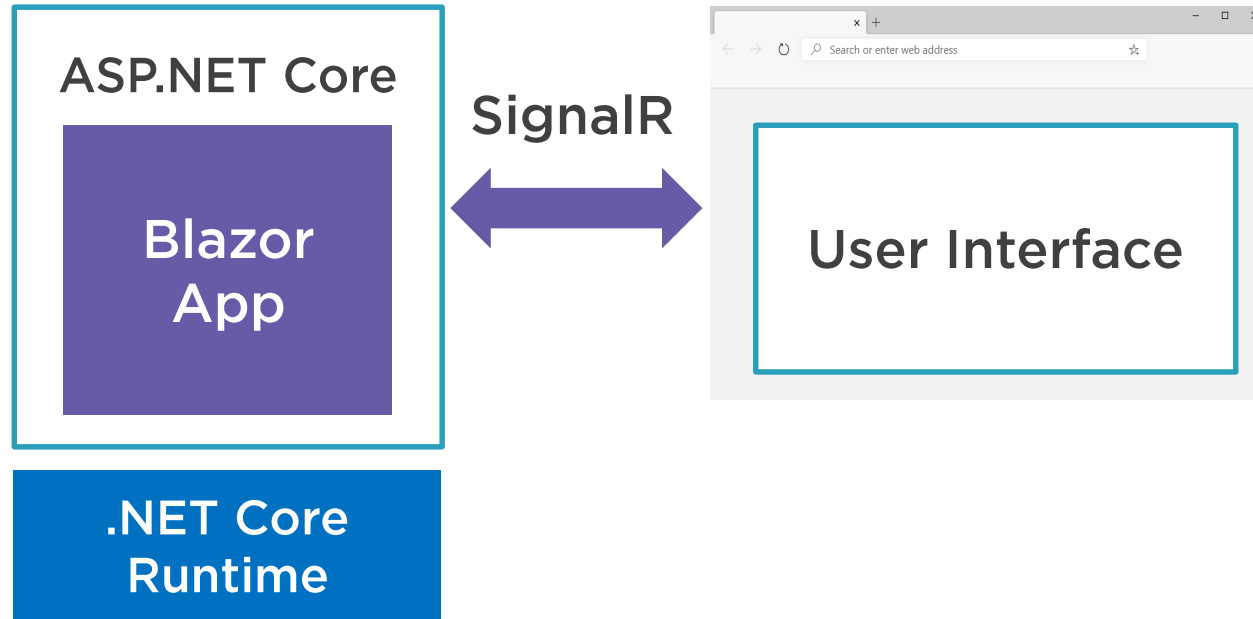 ASP.NET Core
Blazor
App
.NET Core
Runtime
SignalR
Search or enter web address
User Interface